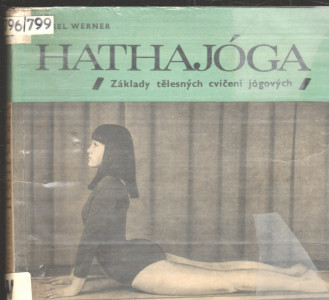 96/799
EL WERNER
HATHAJÓGA
Základy tělesných cvičení jógových